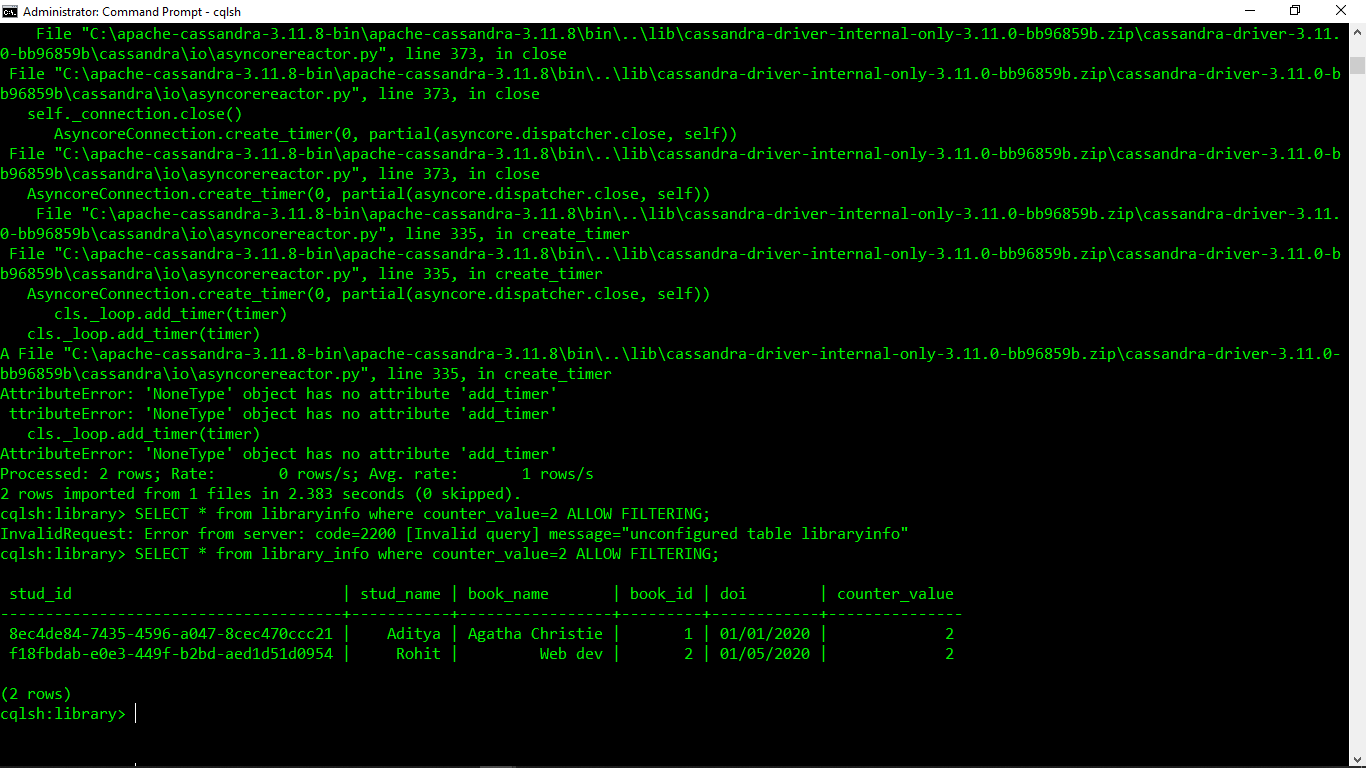 Administrator: Command Prompt - cqlsh
    File "C:\apache-cassandra-3.11.8-bin\apache-cassandra-3.11.8\bin\..\lib\cassandra-driver-internal-only-3.11.0-bb96859b.zip\cassandra-driver-3.11.
0-bb96859b\cassandra\io\asyncorereactor.py", line 373, in close
 File "C:\apache-cassandra-3.11.8-bin\apache-cassandra-3.11.8\bin\..\lib\cassandra-driver-internal-only-3.11.0-bb96859b.zip\cassandra-driver-3.11.0-b
b96859b\cassandra\io\asyncorereactor.py", line 373, in close
   self._connection.close()
      AsyncoreConnection.create_timer(0, partial(asyncore.dispatcher.close, self))
 File "C:\apache-cassandra-3.11.8-bin\apache-cassandra-3.11.8\bin\..\lib\cassandra-driver-internal-only-3.11.0-bb96859b.zip\cassandra-driver-3.11.0-b
b96859b\cassandra\io\asyncorereactor.py", line 373, in close
   AsyncoreConnection.create_timer(0, partial(asyncore.dispatcher.close, self))
    File "C:\apache-cassandra-3.11.8-bin\apache-cassandra-3.11.8\bin\..\lib\cassandra-driver-internal-only-3.11.0-bb96859b.zip\cassandra-driver-3.11.
0-bb96859b\cassandra\io\asyncorereactor.py", line 335, in create_timer
 File "C:\apache-cassandra-3.11.8-bin\apache-cassandra-3.11.8\bin\..\lib\cassandra-driver-internal-only-3.11.0-bb96859b.zip\cassandra-driver-3.11.0-b
b96859b\cassandra\io\asyncorereactor.py", line 335, in create_timer
   AsyncoreConnection.create_timer(0, partial(asyncore.dispatcher.close, self))
      cls._loop.add_timer(timer)
   cls._loop.add_timer(timer)
A File "C:\apache-cassandra-3.11.8-bin\apache-cassandra-3.11.8\bin\..\lib\cassandra-driver-internal-only-3.11.0-bb96859b.zip\cassandra-driver-3.11.0-
bb96859b\cassandra\io\asyncorereactor.py", line 335, in create_timer
AttributeError: 'NoneType' object has no attribute 'add_timer'
 ttributeError: 'NoneType' object has no attribute 'add_timer'
   cls._loop.add_timer(timer)
AttributeError: 'NoneType' object has no attribute 'add_timer'
Processed: 2 rows; Rate:       0 rows/s; Avg. rate:       1 rows/s
2 rows imported from 1 files in 2.383 seconds (0 skipped).
cqlsh:library> SELECT * from libraryinfo where counter_value=2 ALLOW FILTERING;
InvalidRequest: Error from server: code=2200 [Invalid query] message="unconfigured table libraryinfo"
cqlsh:library> SELECT * from library_info where counter_value=2 ALLOW FILTERING;
 stud_id                              | stud_name | book_name       | book_id | doi        | counter_value
--------------------------------------+-----------+-----------------+---------+------------+---------------
 8ec4de84-7435-4596-a047-8cec470ccc21 |    Aditya | Agatha Christie |       1 | 01/01/2020 |             2
 f18fbdab-e0e3-449f-b2bd-aed1d51d0954 |     Rohit |         Web dev |       2 | 01/05/2020 |             2
(2 rows)
cqlsh:library>